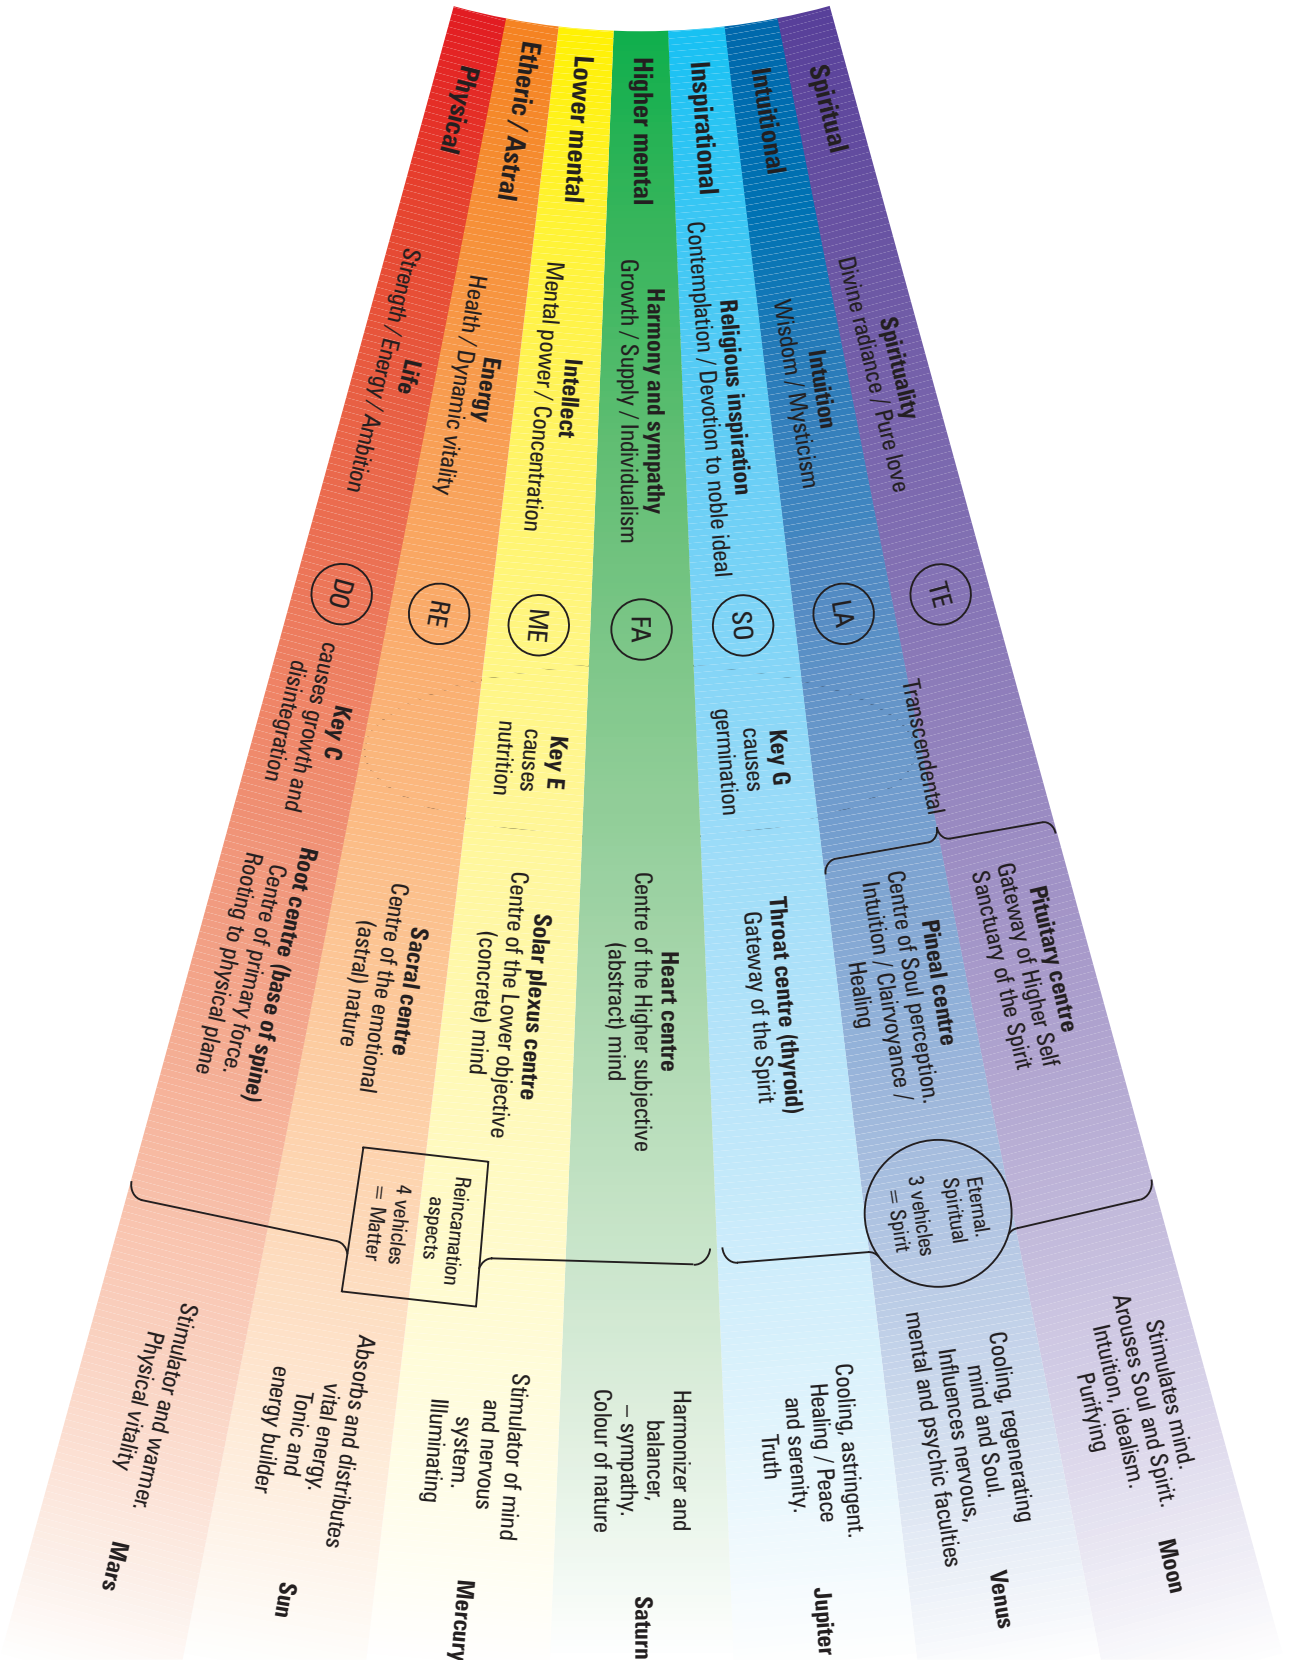 Physical
Life
Strength / Energy / Ambition
DO
Key C
causes growth and
disintegration
Root centre (base of spine)
Centre of primary force.
Rooting to physical plane
Stimulator and warmer.
Physical vitality
Mars
Etheric / Astral
Energy
Health / Dynamic vitality
RE
Sacral centre
Centre of the emotional
(astral) nature
Absorbs and distributes
vital energy.
Tonic and
energy builder
Sun
Lower mental
Intellect
Mental power / Concentration
ME
Key E
causes
nutrition
Solar plexus centre
Centre of the Lower objective
(concrete) mind
Reincarnation
aspects
4 vehicles
= Matter
Stimulator of mind
and nervous
system.
Illuminating
Mercury
Higher mental
Harmony and sympathy
Growth / Supply / Individualism
FA
Heart centre
Centre of the Higher subjective
(abstract) mind
Harmonizer and
balancer,
– sympathy.
Colour of nature
Saturn
Inspirational
Religious inspiration
Contemplation / Devotion to noble ideal
SO
Key G
causes
germination
Throat centre (thyroid)
Gateway of the Spirit
Cooling, astringent.
Healing / Peace
and serenity.
Truth
Jupiter
Intuitional
Intuition
Wisdom / Mysticism
LA
Transcendental
Pineal centre
Centre of Soul perception.
Intuition / Clairvoyance /
Healing
Eternal.
Spiritual
3 vehicles
= Spirit
Cooling, regenerating
mind and Soul.
Influences nervous,
mental and psychic faculties
Venus
Spiritual
Spirituality
Divine radiance / Pure love
TE
Pituitary centre
Gateway of Higher Self
Sanctuary of the Spirit
Stimulates mind.
Arouses Soul and Spirit.
Intuition, idealism.
Purifying
Moon